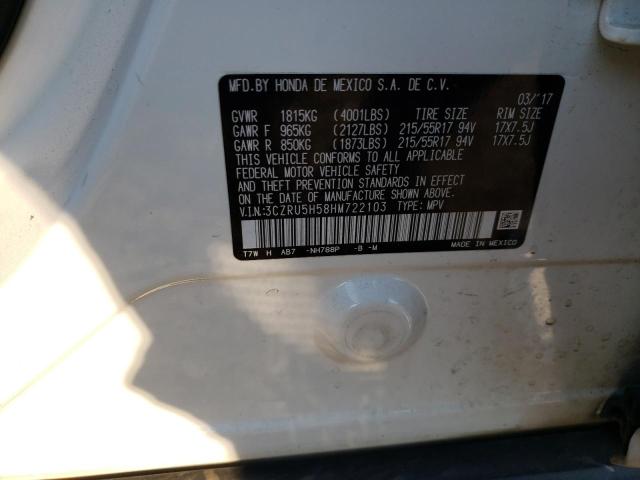 MFD.BY HONDA DE MEXICO S.A. DE C.V.
03/'17
GVWR 1815KG (4001LBS) TIRE SIZE RIM SIZE
GAWR F 965KG (2127LBS) 215/55R17 94V 17X7.5J
GAWR R 850KG (1873LBS) 215/55R17 94V 17X7.5J
THIS VEHICLE CONFORMS TO ALL APPLICABLE
FEDERAL MOTOR VEHICLE SAFETY
AND THEFT PREVENTION STANDARDS IN EFFECT
ON THE DATE OF MANUFACTURE SHOWN ABOVE.
V.I.N:3CZRU5H58HM722103 TYPE: MPV
T7W H AB7 -NH788P -B -M MADE IN MEXICO